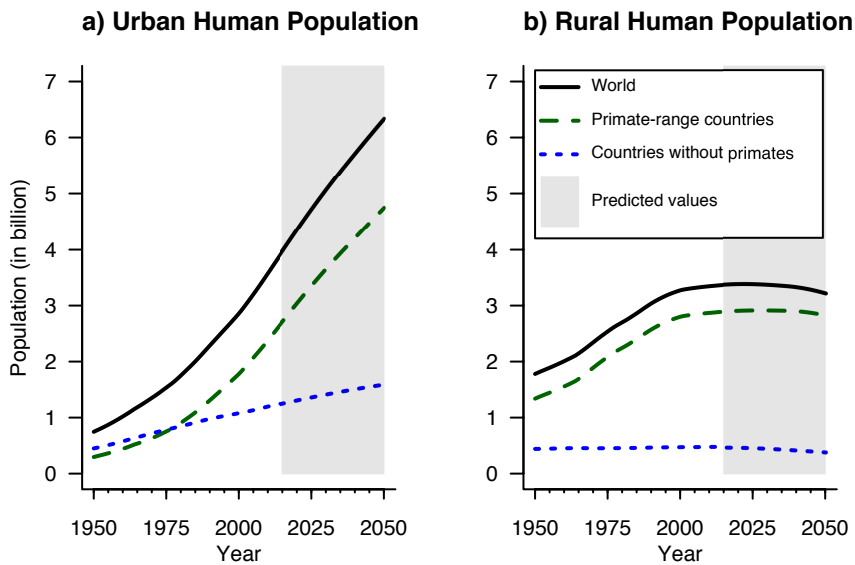 a) Urban Human Population
7
6
5
4
3
2
1
0
Population (in billion)
1950 1975 2000 2025 2050
Year
b) Rural Human Population
World
Primate-range countries
Countries without primates
Predicted values
7
6
5
4
3
2
1
0
1950 1975 2000 2025 2050
Year